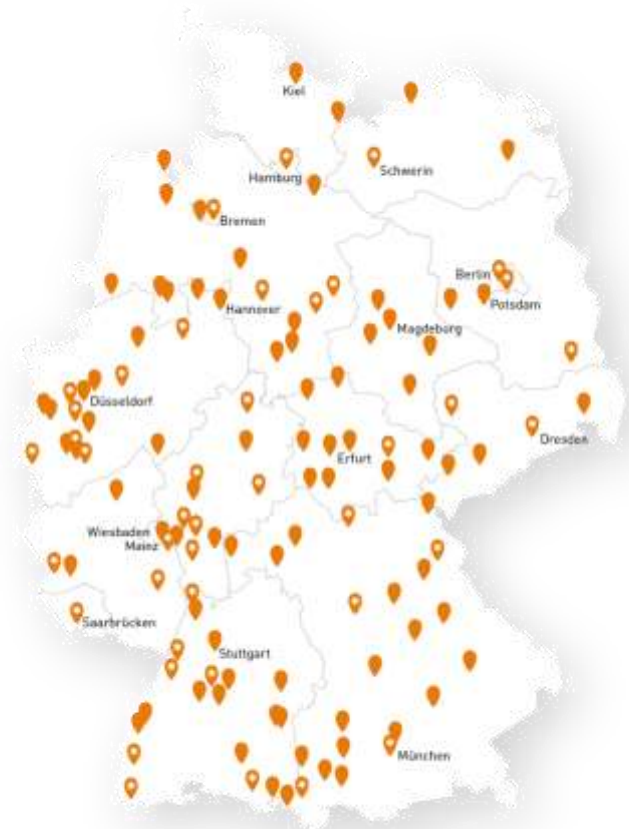 Kiel
Hamburg
Schwerin
Bremen
Berlin
Hannover
Potsdam
Magdeburg
Düsseldorf
Dresden
Erfurt
Wiesbaden
Mainz
Saarbrücken
Stuttgart
München